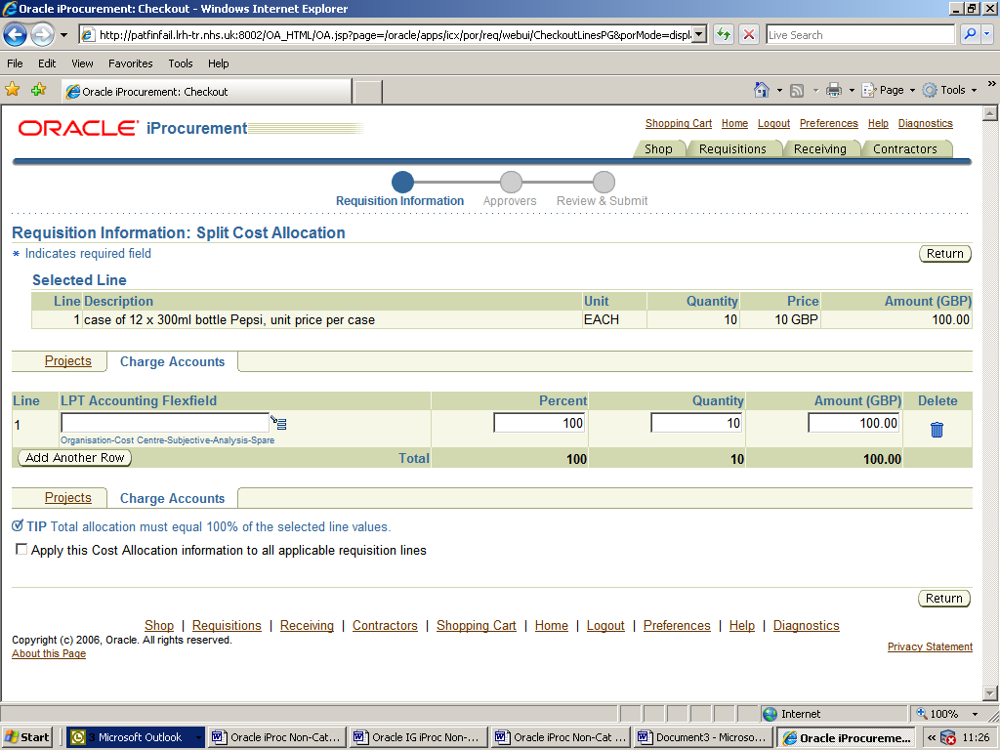 Oracle iProcurement: Checkout - Windows Internet Explorer
http://patfinfail.lrh-tr.nhs.uk:8002/OA_HTML/OA.jsp?page=/oracle/apps/icx/por/req/webui/CheckoutLinesPG&porMode=displ
Live Search
File Edit View Favorites Tools Help
Oracle iProcurement: Checkout
Page Tools »
ORACLE iProcurement
Shopping Cart Home Logout Preferences Help Diagnostics
Shop Requisitions Receiving Contractors
Requisition Information Approvers Review & Submit
Requisition Information: Split Cost Allocation
* Indicates required field
Return
Selected Line
Line Description Unit Quantity Price Amount (GBP)
1 case of 12 x 300ml bottle Pepsi, unit price per case EACH 10 10 GBP 100.00
Projects Charge Accounts
Line LPT Accounting Flexfield Percent Quantity Amount (GBP) Delete
1 100 10 100.00
Organisation-Cost Centre-Subjective-Analysis-Spare
Add Another Row Total 100 10 100.00
Projects Charge Accounts
TIP Total allocation must equal 100% of the selected line values.
Apply this Cost Allocation information to all applicable requisition lines
Return
Shop | Requisitions | Receiving | Contractors | Shopping Cart | Home | Logout | Preferences | Help | Diagnostics
Copyright (c) 2006, Oracle. All rights reserved.
About this Page
Privacy Statement
Internet 100%
Start 3 Microsoft Outlook Oracle iProc Non-Cat... Oracle IG iProc Non-... Oracle iProc Non-Cat ... Document3 - Microso... Oracle iProcureme... « 11:26